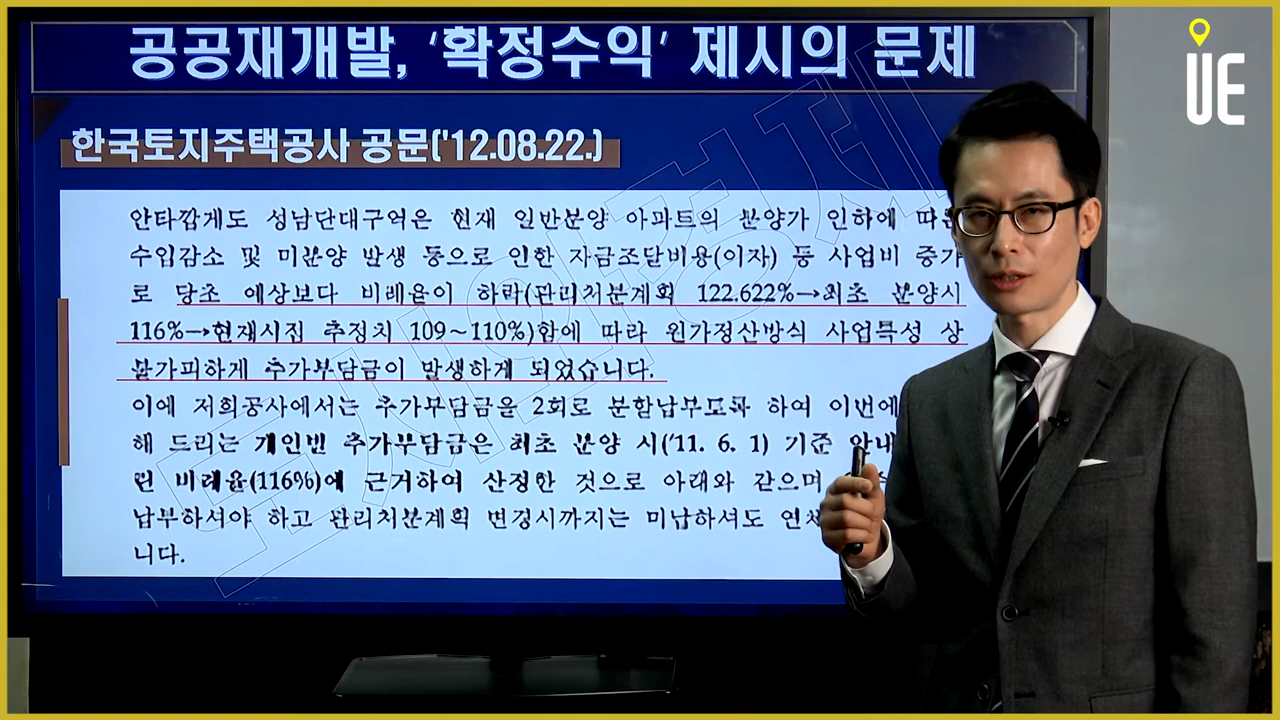 공공재개발, '확정수익' 제시의 문제
UE
한국토지주택공사 공문('12.08.22.)
안타깝게도 성남단대구역은 현재 일반분양 아파트의 분양가 인하에 따른
수입감소 및 미분양 발생 등으로 인한 자금조달비용(이자) 등 사업비 증가
로 당초 예상보다 비례율이 하락(관리처분계획 122.622%→최초 분양시
116%→현재시점 추정치 109~110%)함에 따라 원가정산방식 사업특성 상
불가피하게 추가부담금이 발생하게 되었습니다.
이에 저희공사에서는 추가부담금을 2회로 분할납부토록 하여 이번에
해 드리는 개인별 추가부담금은 최초 분양 시('11. 6. 1) 기준 안내
린 비례율(116%)에 근거하여 산정한 것으로 아래와 같으며
납부하셔야 하고 관리처분계획 변경시까지는 미납하셔도 연체
니다.
도시와경제